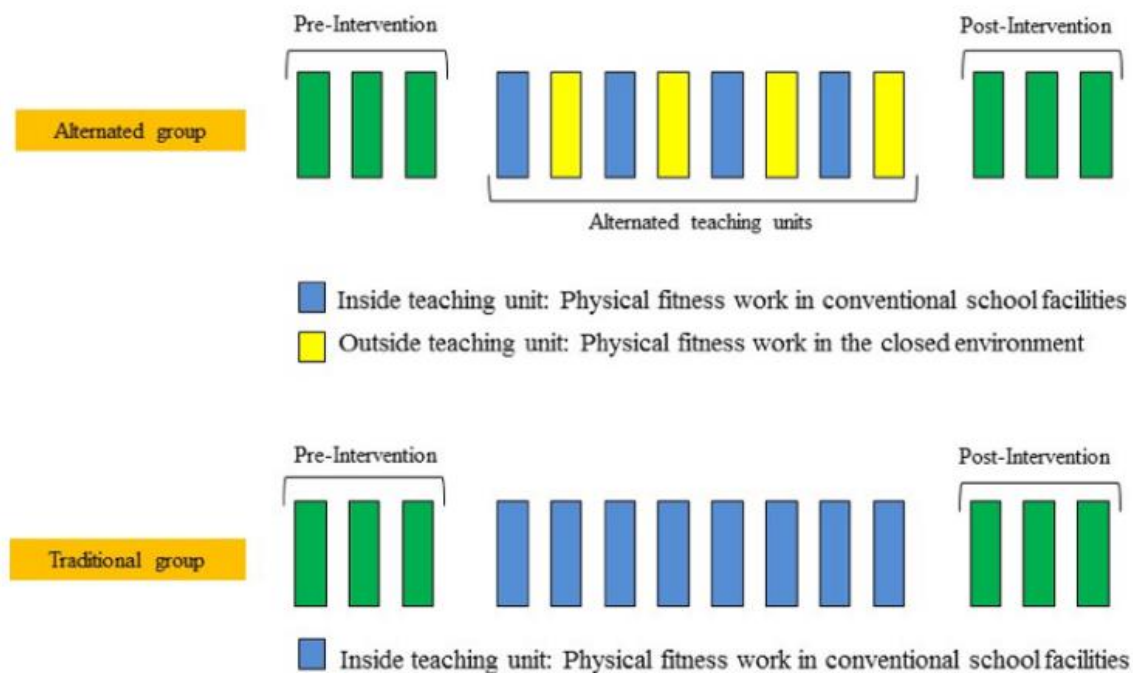 Pre-Intervention
Post-Intervention
Alternated group
Alternated teaching units
Inside teaching unit: Physical fitness work in conventional school facilities
Outside teaching unit: Physical fitness work in the closed environment
Pre-Intervention
Post-Intervention
Traditional group
Inside teaching unit: Physical fitness work in conventional school facilities